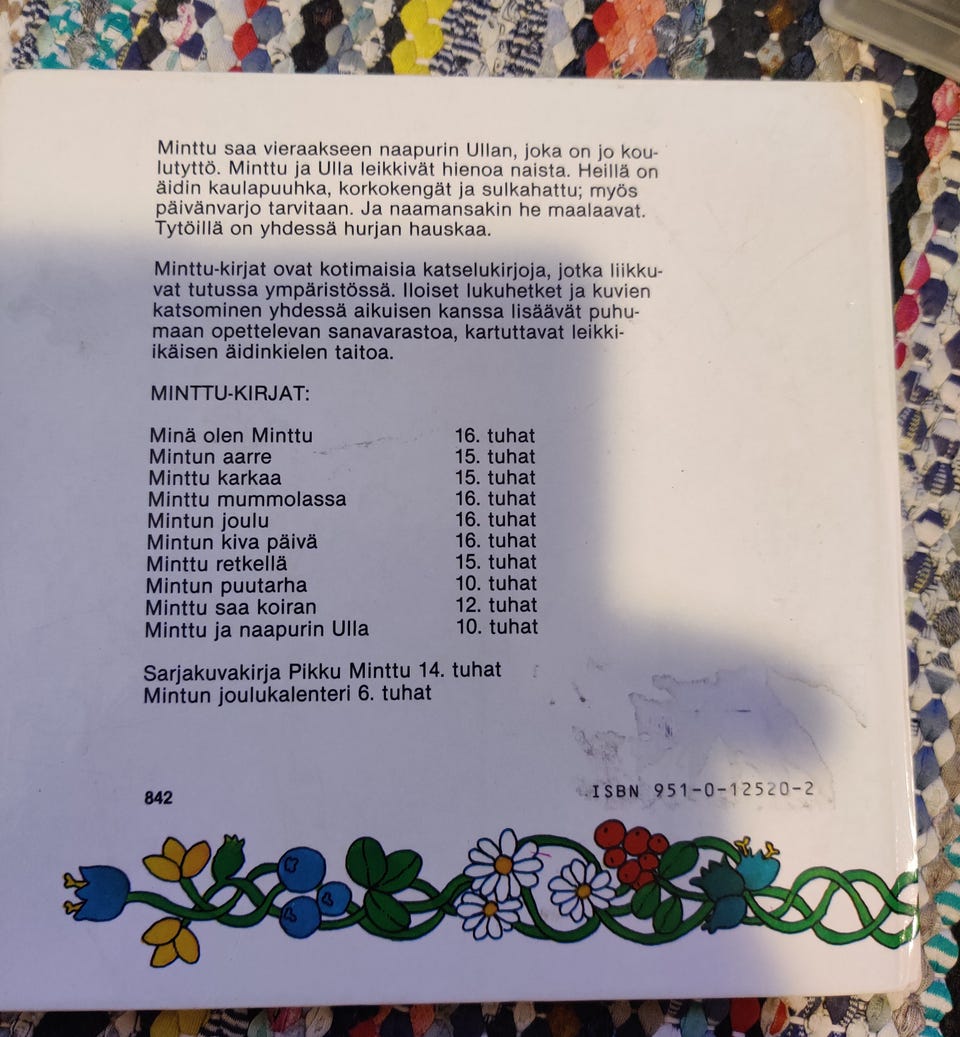 Minttu saa vieraakseen naapurin Ullan, joka on jo kou-
lutyttö. Minttu ja Ulla leikkivät hienoa naista. Heillä on
äidin kaulapuuhka, korkokengät ja sulkahattu; myös
päivänvarjo tarvitaan. Ja naamansakin he maalaavat.
Tytöillä on yhdessä hurjan hauskaa.
Minttu-kirjat ovat kotimaisia katselukirjoja, jotka liikku-
vat tutussa ympäristössä. Iloiset lukuhetket ja kuvien
katsominen yhdessä aikuisen kanssa lisäävät puhu-
maan opettelevan sanavarastoa, kartuttavat leikki-
ikäisen äidinkielen taitoa.
MINTTU-KIRJAT:
Minä olen Minttu 16. tuhat
Mintun aarre 15. tuhat
Minttu karkaa 15. tuhat
Minttu mummolassa 16. tuhat
Mintun joulu 16. tuhat
Mintun kiva päivä 16. tuhat
Minttu retkellä 15. tuhat
Mintun puutarha 10. tuhat
Minttu saa koiran 12. tuhat
Minttu ja naapurin Ulla 10. tuhat
Sarjakuvakirja Pikku Minttu 14. tuhat
Mintun joulukalenteri 6. tuhat
842
ISBN 951-0-12520-2